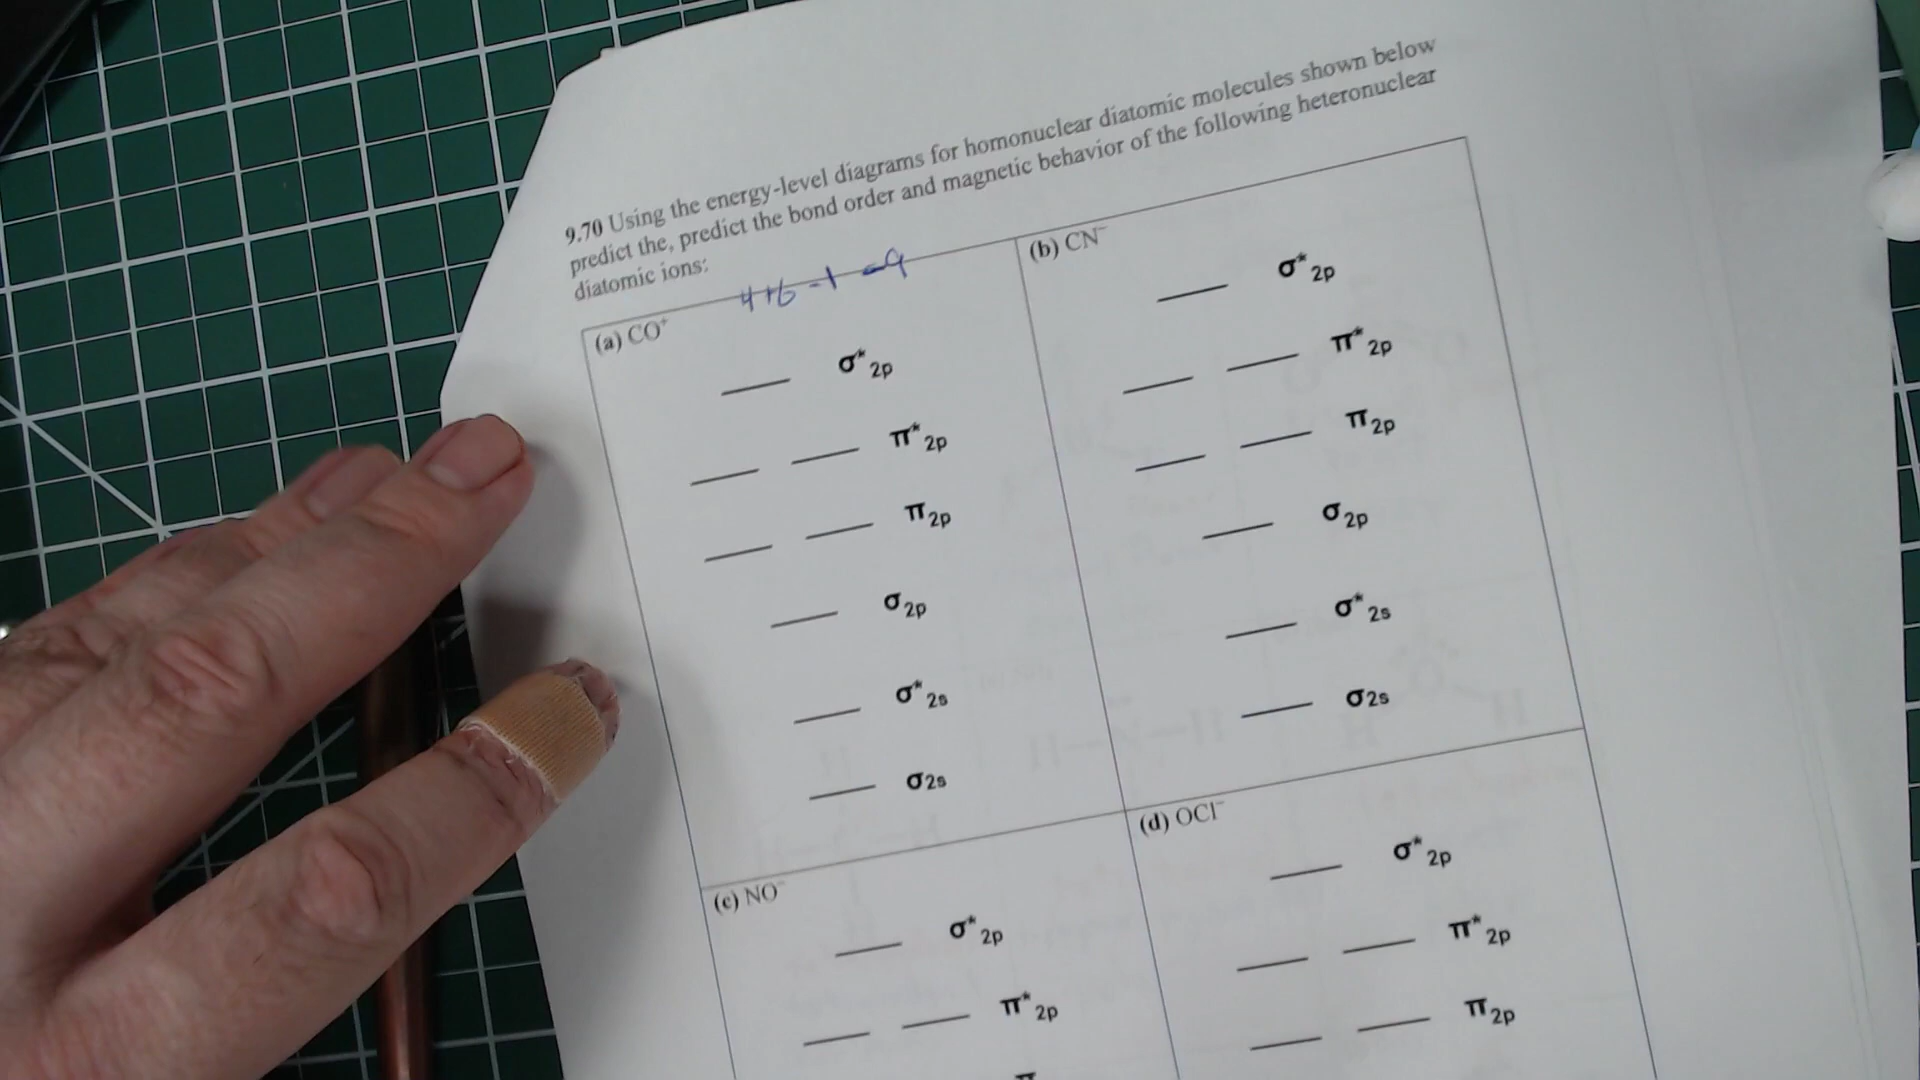 9.70 Using the energy-level diagrams for homonuclear diatomic molecules shown below
predict the, predict the bond order and magnetic behavior of the following heteronuclear
diatomic ions:
4+6-1=9
(a) CO⁺
σ*2p
π*2p
π2p
σ2p
σ*2s
σ2s
(b) CN⁻
σ*2p
π*2p
π2p
σ2p
σ*2s
σ2s
(c) NO⁻
σ*2p
π*2p
(d) OCl⁻
σ*2p
π*2p
π2p